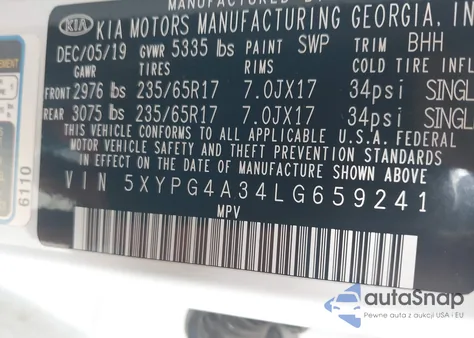 MANUFACTURED BY
KIA KIA MOTORS MANUFACTURING GEORGIA, IN
DEC/05/19 GVWR 5335 lbs PAINT SWP TRIM BHH
GAWR TIRES RIMS COLD TIRE INFL
FRONT 2976 lbs 235/65R17 7.0JX17 34psi SINGL
REAR 3075 lbs 235/65R17 7.0JX17 34psi SINGL
THIS VEHICLE CONFORMS TO ALL APPLICABLE U.S.A. FEDERAL
MOTOR VEHICLE SAFETY AND THEFT PREVENTION STANDARDS
IN EFFECT ON THE DATE OF MANUFACTURE SHOWN ABOVE.
VIN 5XYPG4A34LG659241
MPV
6110
autoSnap
Pewne auta z aukcji USA i EU